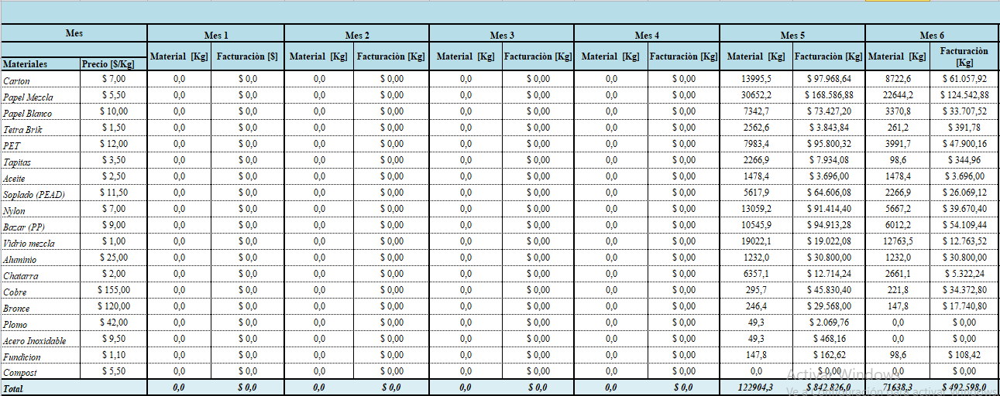 Mes Mes 1 Mes 2 Mes 3 Mes 4 Mes 5 Mes 6
Materiales Precio [$/Kg] Material [Kg] Facturaciòn [$] Material [Kg] Facturaciòn [Kg] Material [Kg] Facturaciòn [Kg] Material [Kg] Facturaciòn [Kg] Material [Kg] Facturaciòn [Kg] Material [Kg] Facturaciòn [Kg]
Carton $ 7,00 0,0 $ 0,0 0,0 $ 0,00 0,0 $ 0,00 0,0 $ 0,00 13995,5 $ 97.968,64 8722,6 $ 61.057,92
Papel Mezcla $ 5,50 0,0 $ 0,0 0,0 $ 0,00 0,0 $ 0,00 0,0 $ 0,00 30652,2 $ 168.586,88 22644,2 $ 124.542,88
Papel Blanco $ 10,00 0,0 $ 0,0 0,0 $ 0,00 0,0 $ 0,00 0,0 $ 0,00 7342,7 $ 73.427,20 3370,8 $ 33.707,52
Tetra Brik $ 1,50 0,0 $ 0,0 0,0 $ 0,00 0,0 $ 0,00 0,0 $ 0,00 2562,6 $ 3.843,84 261,2 $ 391,78
PET $ 12,00 0,0 $ 0,0 0,0 $ 0,00 0,0 $ 0,00 0,0 $ 0,00 7983,4 $ 95.800,32 3991,7 $ 47.900,16
Tapitas $ 3,50 0,0 $ 0,0 0,0 $ 0,00 0,0 $ 0,00 0,0 $ 0,00 2266,9 $ 7.934,08 98,6 $ 344,96
Aceite $ 2,50 0,0 $ 0,0 0,0 $ 0,00 0,0 $ 0,00 0,0 $ 0,00 1478,4 $ 3.696,00 1478,4 $ 3.696,00
Soplado (PEAD) $ 11,50 0,0 $ 0,0 0,0 $ 0,00 0,0 $ 0,00 0,0 $ 0,00 5617,9 $ 64.606,08 2266,9 $ 26.069,12
Nylon $ 7,00 0,0 $ 0,0 0,0 $ 0,00 0,0 $ 0,00 0,0 $ 0,00 13059,2 $ 91.414,40 5667,2 $ 39.670,40
Bazar (PP) $ 9,00 0,0 $ 0,0 0,0 $ 0,00 0,0 $ 0,00 0,0 $ 0,00 10545,9 $ 94.913,28 6012,2 $ 54.109,44
Vidrio mezcla $ 1,00 0,0 $ 0,0 0,0 $ 0,00 0,0 $ 0,00 0,0 $ 0,00 19022,1 $ 19.022,08 12763,5 $ 12.763,52
Aluminio $ 25,00 0,0 $ 0,0 0,0 $ 0,00 0,0 $ 0,00 0,0 $ 0,00 1232,0 $ 30.800,00 1232,0 $ 30.800,00
Chatarra $ 2,00 0,0 $ 0,0 0,0 $ 0,00 0,0 $ 0,00 0,0 $ 0,00 6357,1 $ 12.714,24 2661,1 $ 5.322,24
Cobre $ 155,00 0,0 $ 0,0 0,0 $ 0,00 0,0 $ 0,00 0,0 $ 0,00 295,7 $ 45.830,40 221,8 $ 34.372,80
Bronce $ 120,00 0,0 $ 0,0 0,0 $ 0,00 0,0 $ 0,00 0,0 $ 0,00 246,4 $ 29.568,00 147,8 $ 17.740,80
Plomo $ 42,00 0,0 $ 0,0 0,0 $ 0,00 0,0 $ 0,00 0,0 $ 0,00 49,3 $ 2.069,76 0,0 $ 0,00
Acero Inoxidable $ 9,50 0,0 $ 0,0 0,0 $ 0,00 0,0 $ 0,00 0,0 $ 0,00 49,3 $ 468,16 0,0 $ 0,00
Fundicion $ 1,10 0,0 $ 0,0 0,0 $ 0,00 0,0 $ 0,00 0,0 $ 0,00 147,8 $ 162,62 98,6 $ 108,42
Compost $ 5,50 0,0 $ 0,0 0,0 $ 0,00 0,0 $ 0,00 0,0 $ 0,00 0,0 $ 0,00 0,0 $ 0,00
Activar Windows
Total 0,0 $ 0,0 0,0 $ 0,0 0,0 $ 0,0 0,0 $ 0,0 122904,3 $ 842.826,0 71638,3 $ 492.598,0
Ve a Configuración para activar Windows.